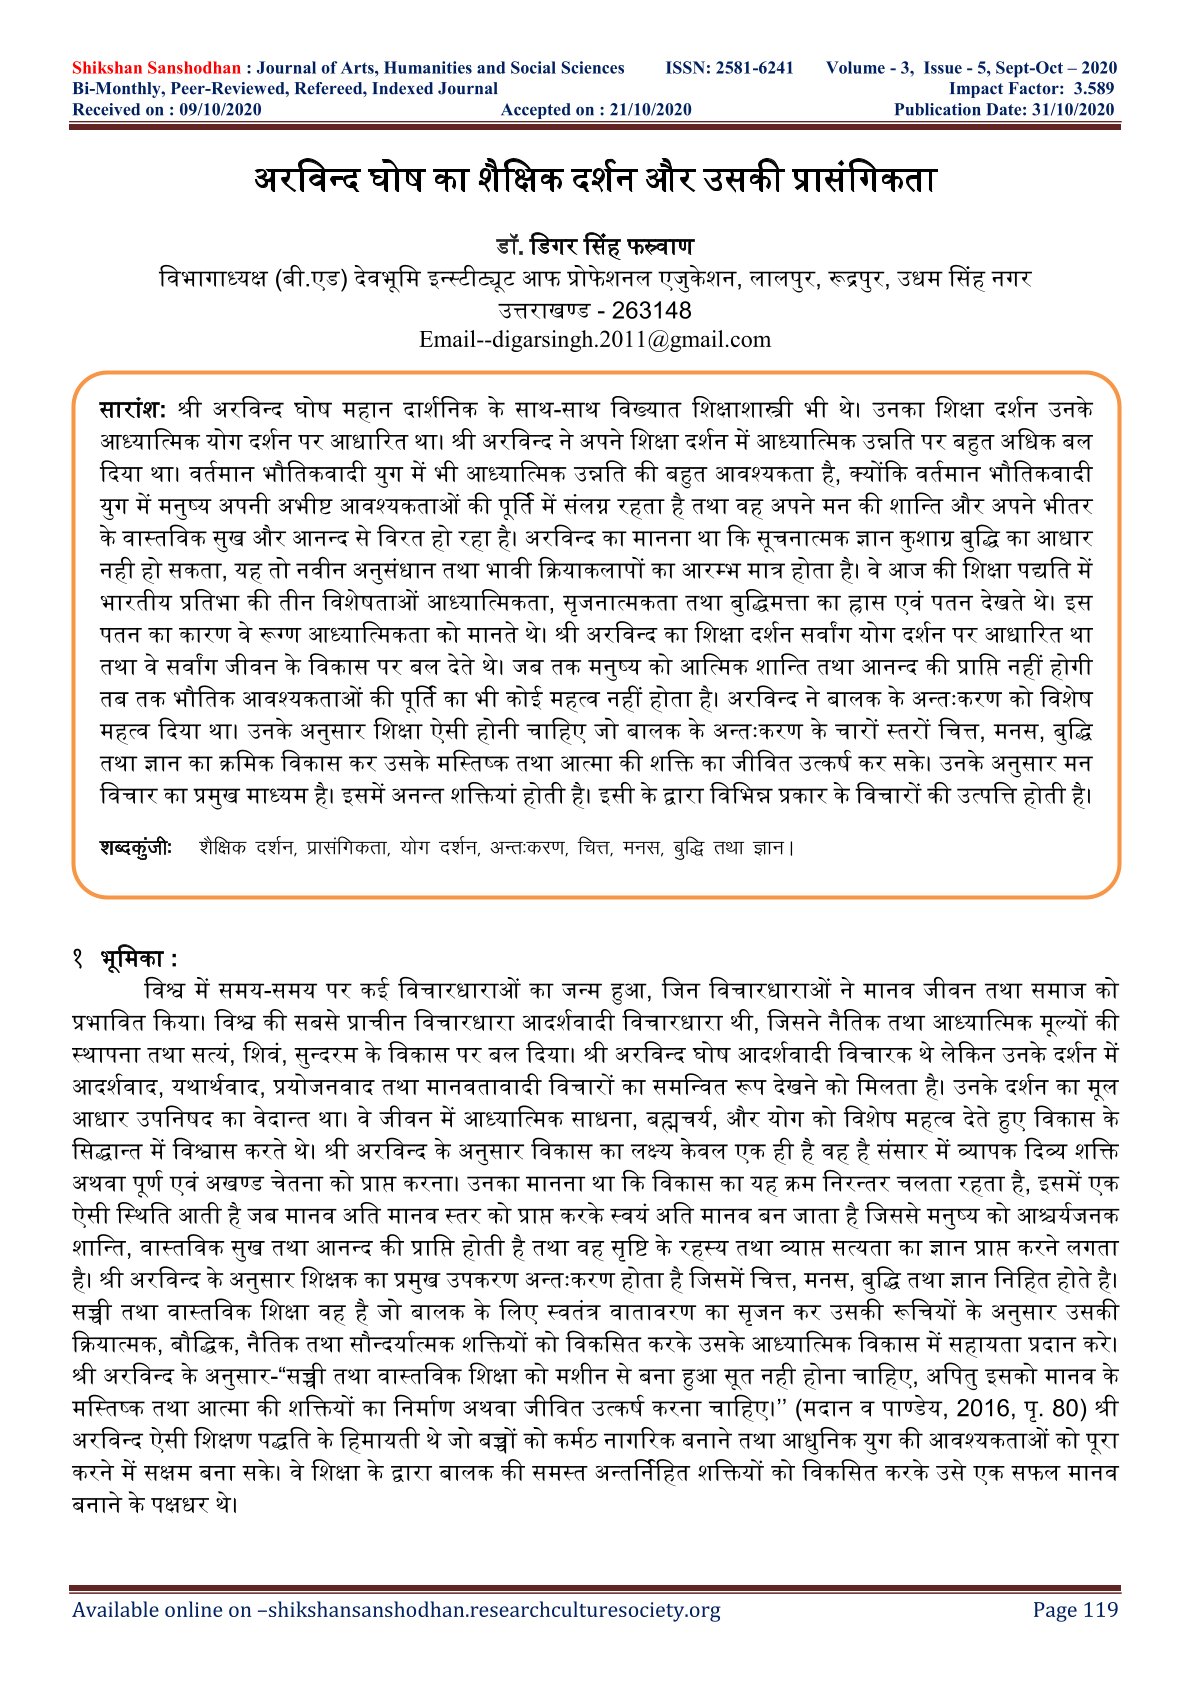 Shikshan Sanshodhan : Journal of Arts, Humanities and Social Sciences ISSN: 2581-6241 Volume - 3, Issue - 5, Sept-Oct – 2020
Bi-Monthly, Peer-Reviewed, Refereed, Indexed Journal Impact Factor: 3.589
Received on : 09/10/2020 Accepted on : 21/10/2020 Publication Date: 31/10/2020
अरविन्द घोष का शैक्षिक दर्शन और उसकी प्रासंगिकता
डॉ. डिगर सिंह फर्स्वाण
विभागाध्यक्ष (बी.एड) देवभूमि इन्स्टीट्यूट आफ प्रोफेशनल एजुकेशन, लालपुर, रूद्रपुर, उधम सिंह नगर
उत्तराखण्ड - 263148
Email--digarsingh.2011@gmail.com
सारांश: श्री अरविन्द घोष महान दार्शनिक के साथ-साथ विख्यात शिक्षाशास्त्री भी थे। उनका शिक्षा दर्शन उनके
आध्यात्मिक योग दर्शन पर आधारित था। श्री अरविन्द ने अपने शिक्षा दर्शन में आध्यात्मिक उन्नति पर बहुत अधिक बल
दिया था। वर्तमान भौतिकवादी युग में भी आध्यात्मिक उन्नति की बहुत आवश्यकता है, क्योंकि वर्तमान भौतिकवादी
युग में मनुष्य अपनी अभीष्ट आवश्यकताओं की पूर्ति में संलग्न रहता है तथा वह अपने मन की शान्ति और अपने भीतर
के वास्तविक सुख और आनन्द से विरत हो रहा है। अरविन्द का मानना था कि सूचनात्मक ज्ञान कुशाग्र बुद्धि का आधार
नही हो सकता, यह तो नवीन अनुसंधान तथा भावी क्रियाकलापों का आरम्भ मात्र होता है। वे आज की शिक्षा पद्यति में
भारतीय प्रतिभा की तीन विशेषताओं आध्यात्मिकता, सृजनात्मकता तथा बुद्धिमत्ता का ह्रास एवं पतन देखते थे। इस
पतन का कारण वे रूग्ण आध्यात्मिकता को मानते थे। श्री अरविन्द का शिक्षा दर्शन सर्वांग योग दर्शन पर आधारित था
तथा वे सर्वांग जीवन के विकास पर बल देते थे। जब तक मनुष्य को आत्मिक शान्ति तथा आनन्द की प्राप्ति नहीं होगी
तब तक भौतिक आवश्यकताओं की पूर्ति का भी कोई महत्व नहीं होता है। अरविन्द ने बालक के अन्तःकरण को विशेष
महत्व दिया था। उनके अनुसार शिक्षा ऐसी होनी चाहिए जो बालक के अन्तःकरण के चारों स्तरों चित्त, मनस, बुद्धि
तथा ज्ञान का क्रमिक विकास कर उसके मस्तिष्क तथा आत्मा की शक्ति का जीवित उत्कर्ष कर सके। उनके अनुसार मन
विचार का प्रमुख माध्यम है। इसमें अनन्त शक्तियां होती है। इसी के द्वारा विभिन्न प्रकार के विचारों की उत्पत्ति होती है।
शब्दकुंजी: शैक्षिक दर्शन, प्रासंगिकता, योग दर्शन, अन्तःकरण, चित्त, मनस, बुद्धि तथा ज्ञान।
१ भूमिका :
विश्व में समय-समय पर कई विचारधाराओं का जन्म हुआ, जिन विचारधाराओं ने मानव जीवन तथा समाज को
प्रभावित किया। विश्व की सबसे प्राचीन विचारधारा आदर्शवादी विचारधारा थी, जिसने नैतिक तथा आध्यात्मिक मूल्यों की
स्थापना तथा सत्यं, शिवं, सुन्दरम के विकास पर बल दिया। श्री अरविन्द घोष आदर्शवादी विचारक थे लेकिन उनके दर्शन में
आदर्शवाद, यथार्थवाद, प्रयोजनवाद तथा मानवतावादी विचारों का समन्वित रूप देखने को मिलता है। उनके दर्शन का मूल
आधार उपनिषद का वेदान्त था। वे जीवन में आध्यात्मिक साधना, बह्मचर्य, और योग को विशेष महत्व देते हुए विकास के
सिद्धान्त में विश्वास करते थे। श्री अरविन्द के अनुसार विकास का लक्ष्य केवल एक ही है वह है संसार में व्यापक दिव्य शक्ति
अथवा पूर्ण एवं अखण्ड चेतना को प्राप्त करना। उनका मानना था कि विकास का यह क्रम निरन्तर चलता रहता है, इसमें एक
ऐसी स्थिति आती है जब मानव अति मानव स्तर को प्राप्त करके स्वयं अति मानव बन जाता है जिससे मनुष्य को आश्चर्यजनक
शान्ति, वास्तविक सुख तथा आनन्द की प्राप्ति होती है तथा वह सृष्टि के रहस्य तथा व्याप्त सत्यता का ज्ञान प्राप्त करने लगता
है। श्री अरविन्द के अनुसार शिक्षक का प्रमुख उपकरण अन्तःकरण होता है जिसमें चित्त, मनस, बुद्धि तथा ज्ञान निहित होते है।
सच्ची तथा वास्तविक शिक्षा वह है जो बालक के लिए स्वतंत्र वातावरण का सृजन कर उसकी रूचियों के अनुसार उसकी
क्रियात्मक, बौद्धिक, नैतिक तथा सौन्दर्यात्मक शक्तियों को विकसित करके उसके आध्यात्मिक विकास में सहायता प्रदान करे।
श्री अरविन्द के अनुसार-“सच्ची तथा वास्तविक शिक्षा को मशीन से बना हुआ सूत नही होना चाहिए, अपितु इसको मानव के
मस्तिष्क तथा आत्मा की शक्तियों का निर्माण अथवा जीवित उत्कर्ष करना चाहिए।’’ (मदान व पाण्डेय, 2016, पृ. 80) श्री
अरविन्द ऐसी शिक्षण पद्धति के हिमायती थे जो बच्चों को कर्मठ नागरिक बनाने तथा आधुनिक युग की आवश्यकताओं को पूरा
करने में सक्षम बना सके। वे शिक्षा के द्वारा बालक की समस्त अन्तर्निहित शक्तियों को विकसित करके उसे एक सफल मानव
बनाने के पक्षधर थे।
Available online on –shikshansanshodhan.researchculturesociety.org Page 119